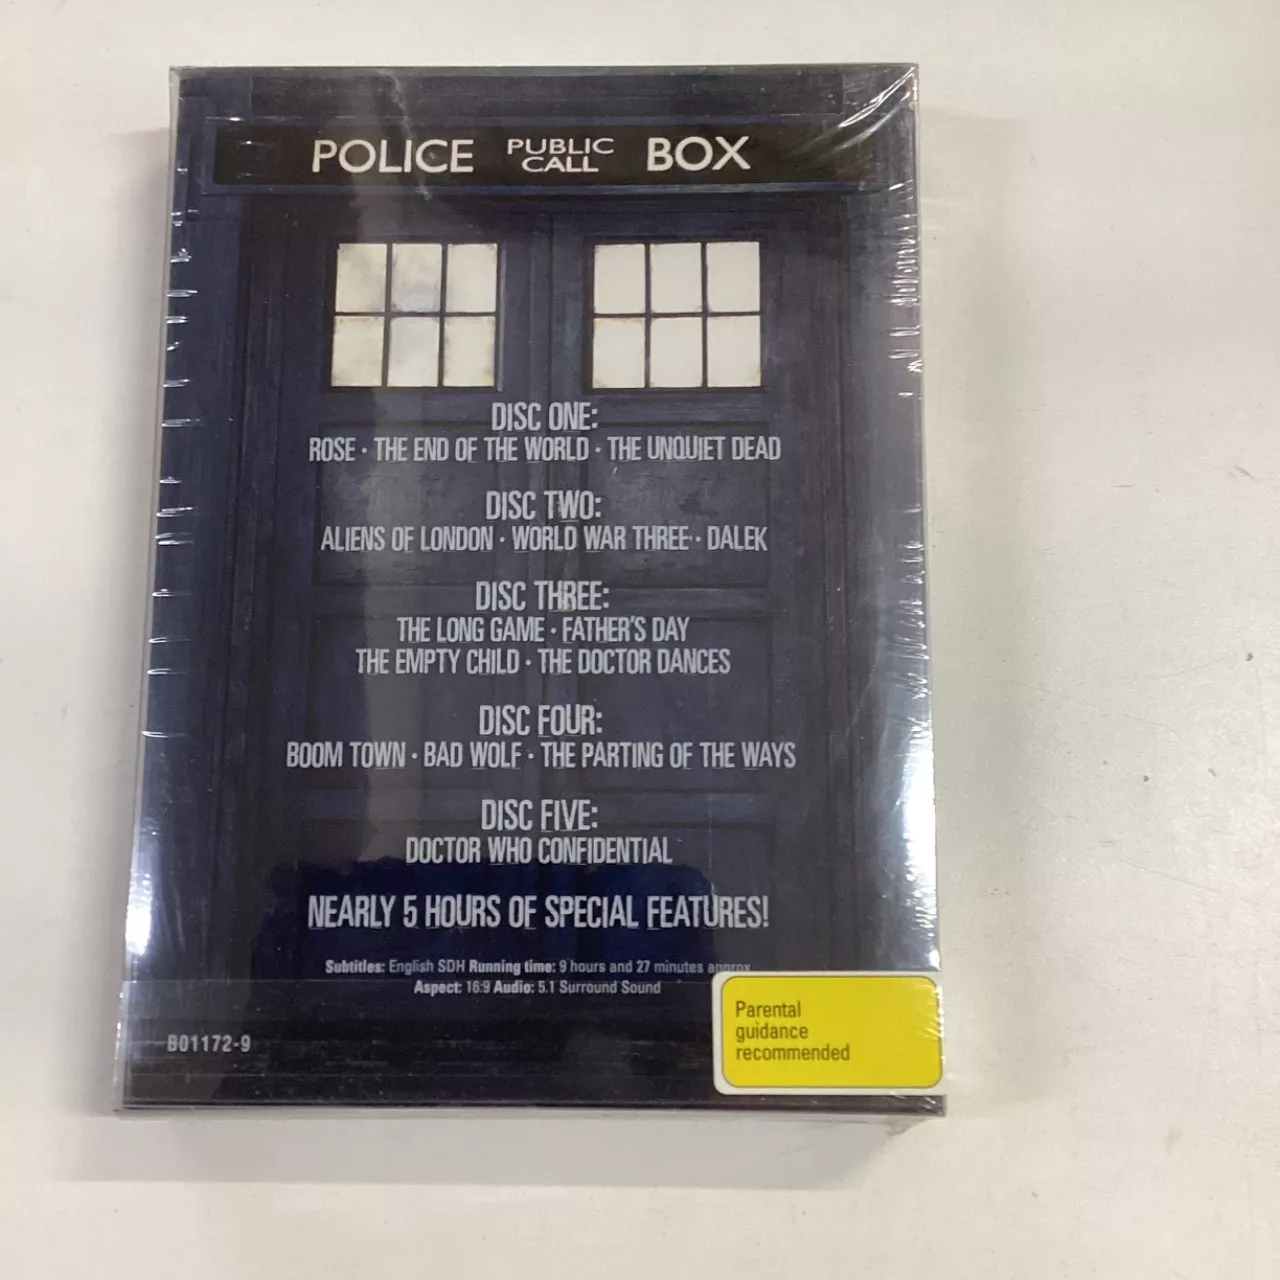 POLICE PUBLIC CALL BOX
DISC ONE:
ROSE · THE END OF THE WORLD · THE UNQUIET DEAD
DISC TWO:
ALIENS OF LONDON · WORLD WAR THREE · DALEK
DISC THREE:
THE LONG GAME · FATHER'S DAY
THE EMPTY CHILD · THE DOCTOR DANCES
DISC FOUR:
BOOM TOWN · BAD WOLF · THE PARTING OF THE WAYS
DISC FIVE:
DOCTOR WHO CONFIDENTIAL
NEARLY 5 HOURS OF SPECIAL FEATURES!
Subtitles: English SDH Running time: 9 hours and 27 minutes approx
Aspect: 16:9 Audio: 5.1 Surround Sound
B01172-9
Parental
guidance
recommended